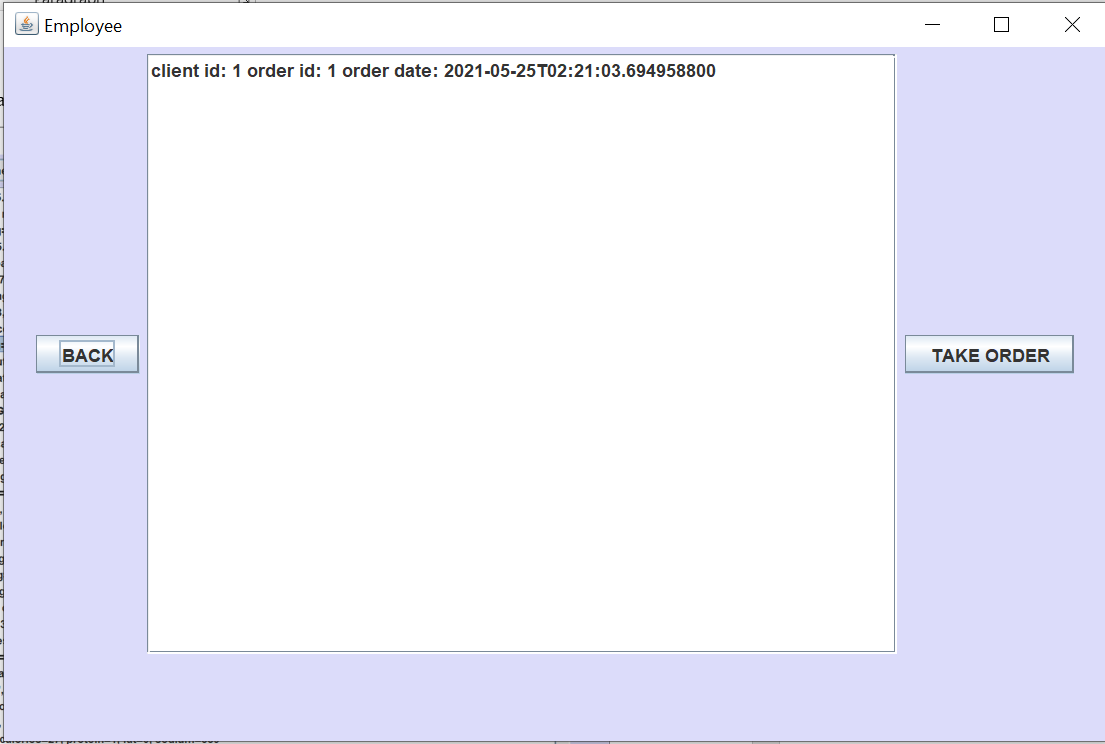 Employee
client id: 1 order id: 1 order date: 2021-05-25T02:21:03.694958800
BACK
TAKE ORDER